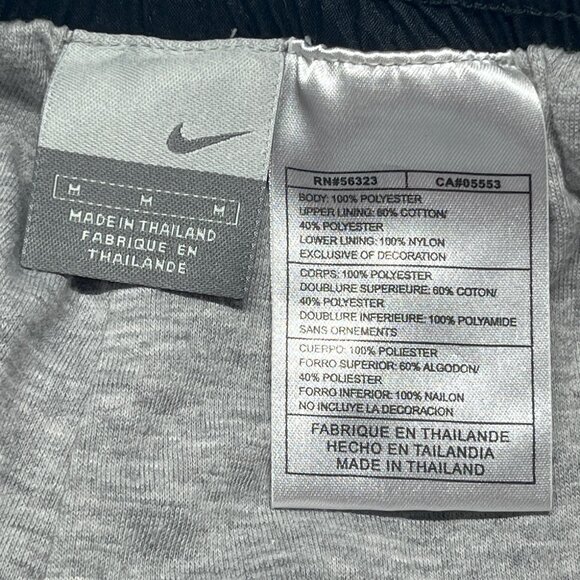 M M M
MADE IN THAILAND
FABRIQUE EN
THAILANDE
RN#56323 CA#05553
BODY: 100% POLYESTER
UPPER LINING: 60% COTTON/
40% POLYESTER
LOWER LINING: 100% NYLON
EXCLUSIVE OF DECORATION
CORPS: 100% POLYESTER
DOUBLURE SUPERIEURE: 60% COTON/
40% POLYESTER
DOUBLURE INFERIEURE: 100% POLYAMIDE
SANS ORNEMENTS
CUERPO: 100% POLIESTER
FORRO SUPERIOR: 60% ALGODON/
40% POLIESTER
FORRO INFERIOR: 100% NAILON
NO INCLUYE LA DECORACION
FABRIQUE EN THAILANDE
HECHO EN TAILANDIA
MADE IN THAILAND